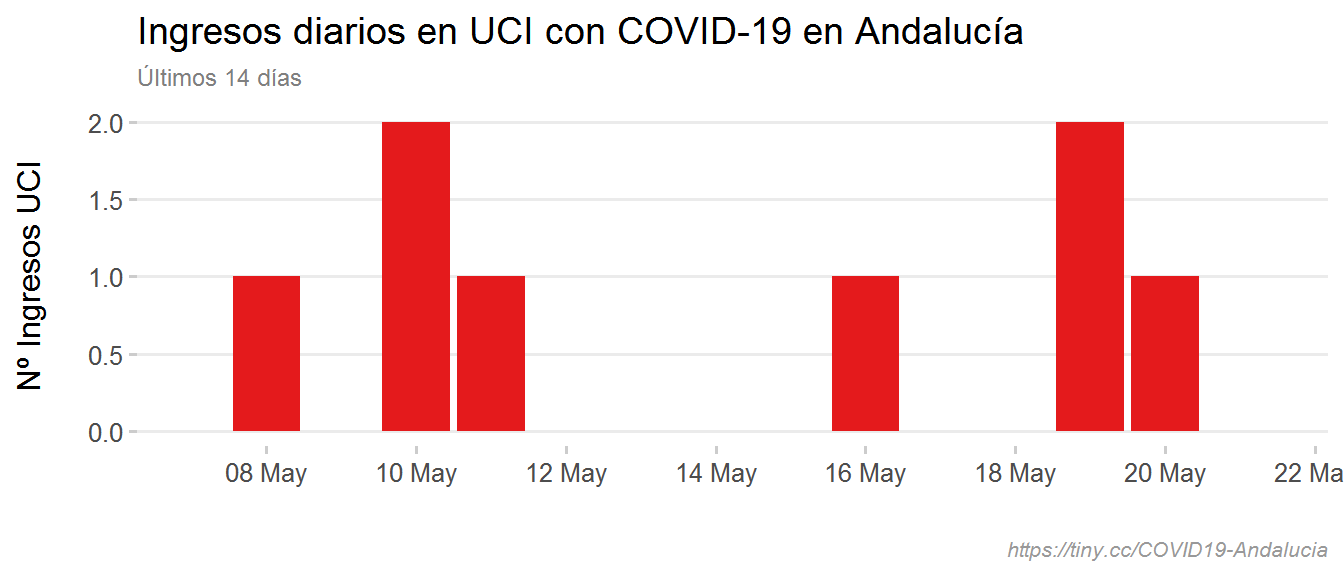 Ingresos diarios en UCI con COVID-19 en Andalucía
Últimos 14 días
Nº Ingresos UCI
2.0
1.5
1.0
0.5
0.0
08 May 10 May 12 May 14 May 16 May 18 May 20 May 22 Ma
https://tiny.cc/COVID19-Andalucia